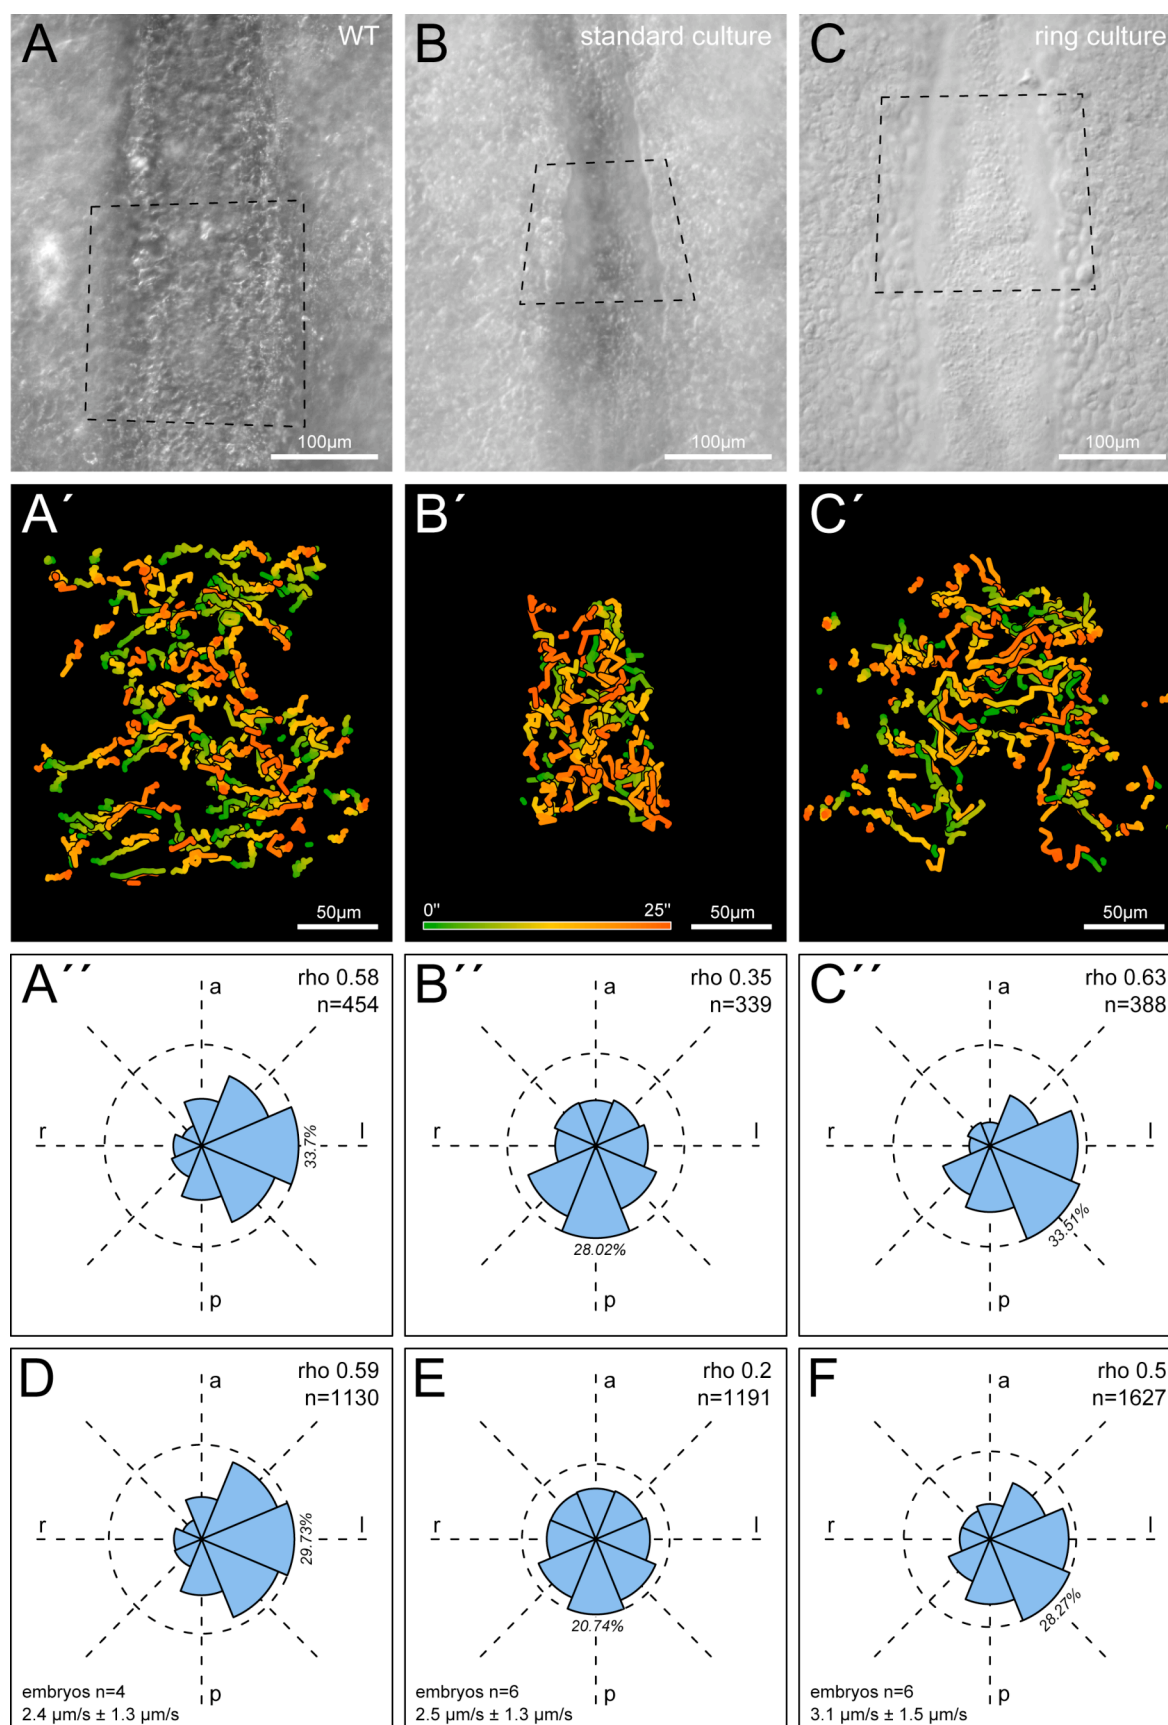 A
WT
100µm
B
standard culture
100µm
C
ring culture
100µm
A´
50µm
B´
0"
25"
50µm
C´
50µm
A´´
rho 0.58
n=454
a
r
l
33.7%
p
B´´
rho 0.35
n=339
a
r
l
28.02%
p
C´´
rho 0.63
n=388
a
r
l
33.51%
p
D
rho 0.59
n=1130
a
r
l
29.73%
p
embryos n=4
2.4 µm/s ± 1.3 µm/s
E
rho 0.2
n=1191
a
r
l
20.74%
p
embryos n=6
2.5 µm/s ± 1.3 µm/s
F
rho 0.5
n=1627
a
r
l
28.27%
p
embryos n=6
3.1 µm/s ± 1.5 µm/s